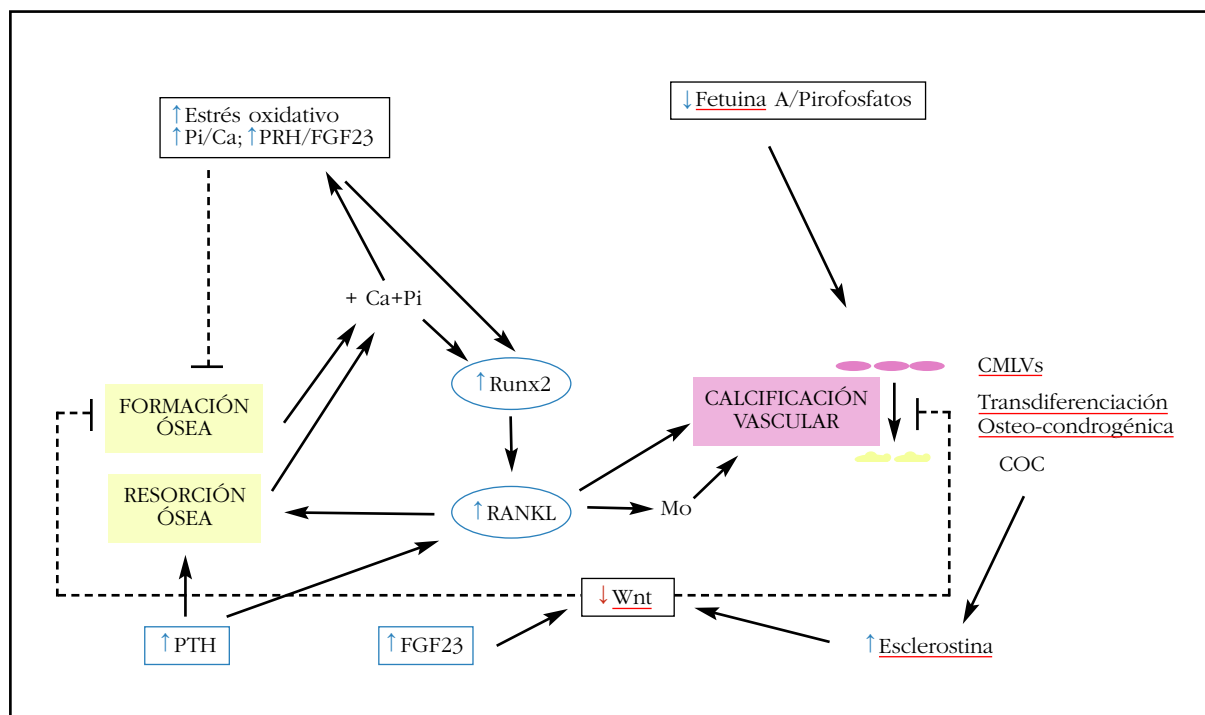 ↑Estrés oxidativo
↑Pi/Ca; ↑PRH/FGF23
↓Fetuina A/Pirofosfatos
+ Ca+Pi
↑Runx2
CMLVs
FORMACIÓN
ÓSEA
CALCIFICACIÓN
VASCULAR
Transdiferenciación
Osteo-condrogénica
COC
RESORCIÓN
ÓSEA
↑RANKL
Mo
↓Wnt
↑PTH
↑FGF23
↑Esclerostina